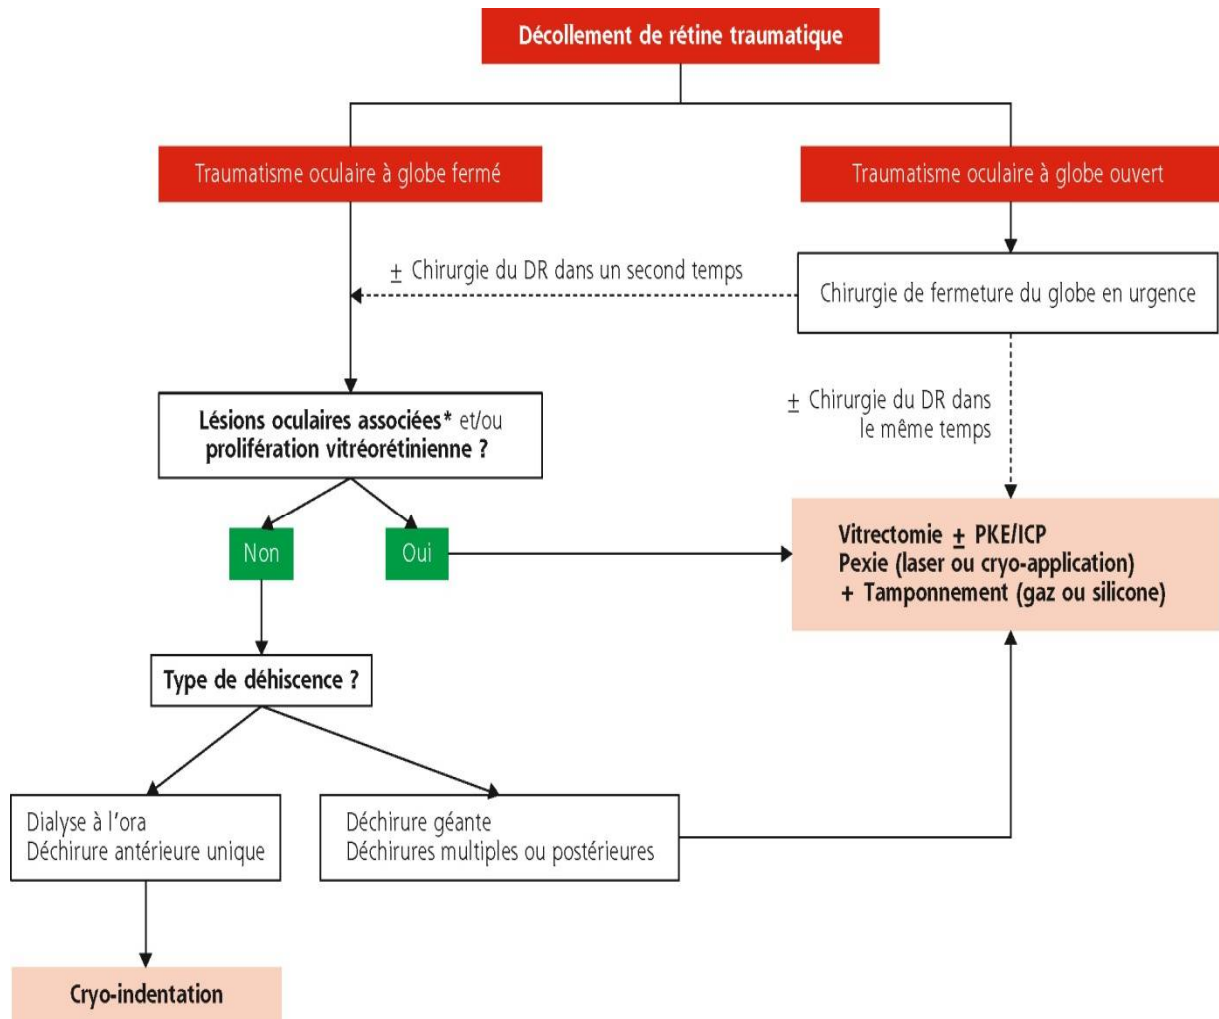 Décollement de rétine traumatique
Traumatisme oculaire à globe fermé
Traumatisme oculaire à globe ouvert
± Chirurgie du DR dans un second temps
Chirurgie de fermeture du globe en urgence
± Chirurgie du DR dans
le même temps
Lésions oculaires associées* et/ou
prolifération vitréorétinienne ?
Non
Oui
Vitrectomie ± PKE/ICP
Pexie (laser ou cryo-application)
+ Tamponnement (gaz ou silicone)
Type de déhiscence ?
Dialyse à l'ora
Déchirure antérieure unique
Déchirure géante
Déchirures multiples ou postérieures
Cryo-indentation